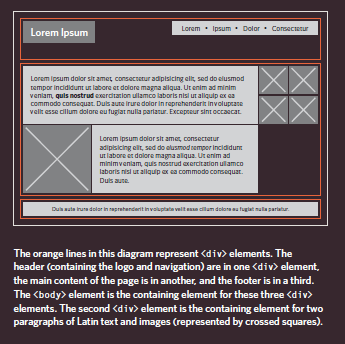 Lorem Ipsum
Lorem • Ipsum • Dolor • Consectetur
Lorem ipsum dolor sit amet, consectetur adipisicing elit, sed do eiusmod
tempor incididunt ut labore et dolore magna aliqua. Ut enim ad minim
veniam, quis nostrud exercitation ullamco laboris nisi ut aliquip ex ea
commodo consequat. Duis aute irure dolor in reprehenderit in voluptate
velit esse cillum dolore eu fugiat nulla pariatur. Excepteur sint occaecat.
Lorem ipsum dolor sit amet, consectetur
adipisicing elit, sed do eiusmod tempor incididunt
ut labore et dolore magna aliqua. Ut enim ad
minim veniam, quis nostrud exercitation ullamco
laboris nisi ut aliquip ex ea commodo consequat.
Duis aute.
Duis aute irure dolor in reprehenderit in voluptate velit esse cillum dolore eu fugiat nulla pariatur.
The orange lines in this diagram represent <div> elements. The
header (containing the logo and navigation) are in one <div> element,
the main content of the page is in another, and the footer is in a third.
The <body> element is the containing element for these three <div>
elements. The second <div> element is the containing element for two
paragraphs of Latin text and images (represented by crossed squares).